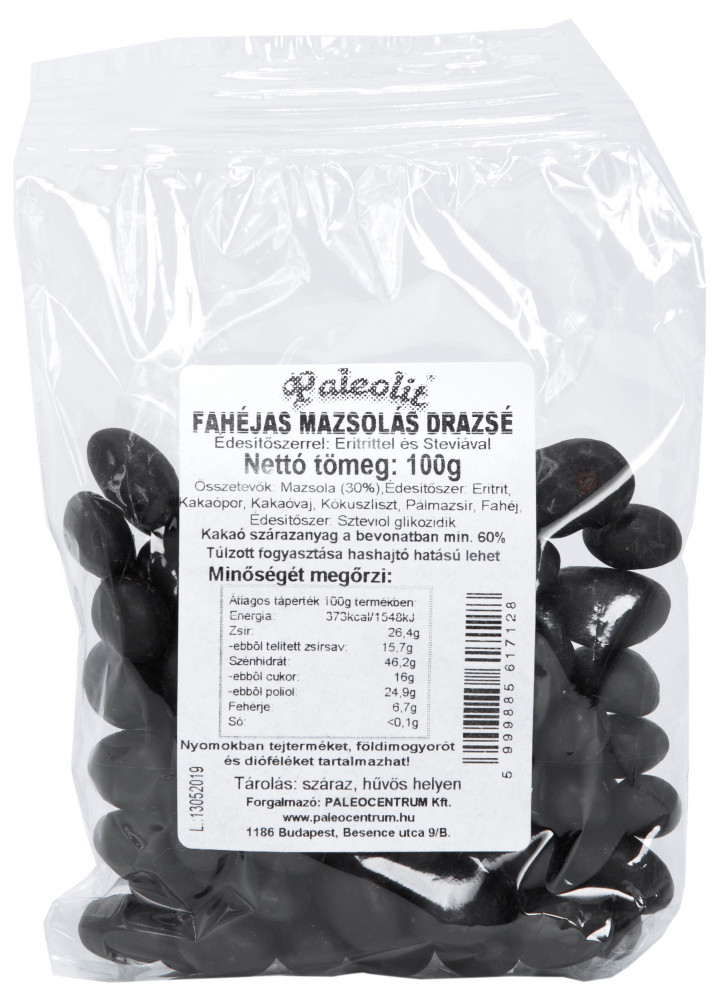 Paleolit
FAHÉJAS MAZSOLÁS DRAZSÉ
Édesítőszerrel: Eritrittel és Steviával
Nettó tömeg: 100g
Összetevők: Mazsola (30%),Édesítőszer: Eritrit,
Kakaópor, Kakaóvaj, Kókuszliszt, Pálmazsír, Fahéj,
Édesítőszer: Szteviol glikozidik
Kakaó szárazanyag a bevonatban min. 60%
Túlzott fogyasztása hashajtó hatású lehet
Minőségét megőrzi:
Átlagos tápérték 100g termékben:
Energia: 373kcal/1548kJ
Zsír: 26,4g
-ebből telített zsírsav: 15,7g
Szénhidrát: 46,2g
-ebből cukor: 16g
-ebből poliol: 24,9g
Fehérje: 6,7g
Só: <0,1g
5 999885 617128
Nyomokban tejterméket, földimogyorót
és dióféléket tartalmazhat!
L.:13052019
Tárolás: száraz, hűvös helyen
Forgalmazó: PALEOCENTRUM Kft.
www.paleocentrum.hu
1186 Budapest, Besence utca 9/B.